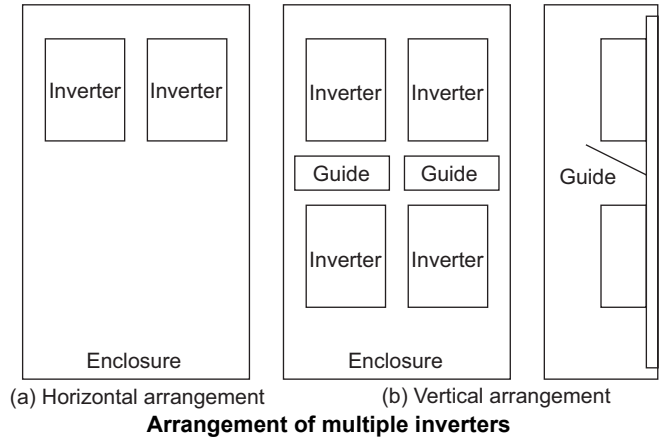 Inverter Inverter
Enclosure
(a) Horizontal arrangement
Inverter Inverter
Guide Guide
Inverter Inverter
Enclosure
Guide
(b) Vertical arrangement
Arrangement of multiple inverters